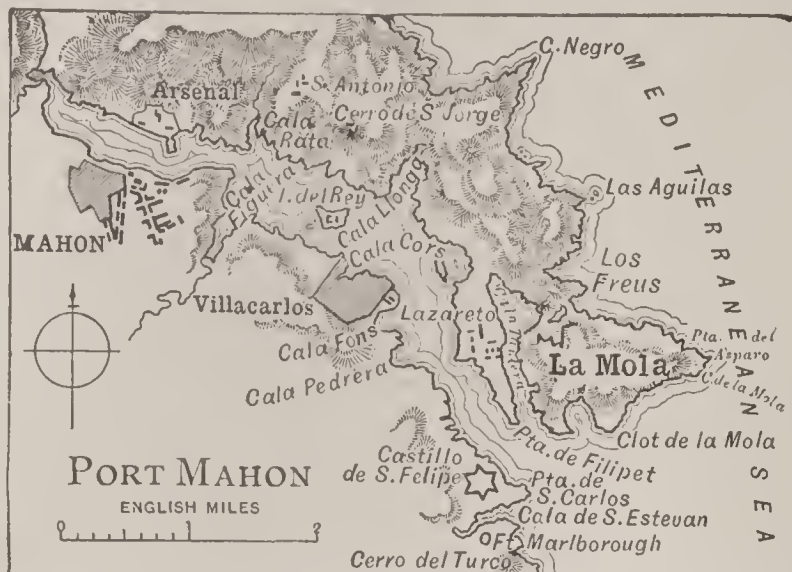 C. Negro
MEDITERRANEAN SEA
S. Antonio
Arsenal
Cerro de S. Jorge
Cala
Rata
Cala
Figuera
I. del Rey
Cala Llonga
Las Aguilas
MAHON
Cala Cors
Los
Freus
Villacarlos
Lazareto
Cala Fons
Pta. del
Asparo
La Mola
C. de la Mola
Cala Pedrera
Clot de la Mola
Pta. de Filipet
Castillo
de S. Felipe
Pta. de
S. Carlos
PORT MAHON
ENGLISH MILES
0 1 2
Cala de S. Estevan
Ft. Marlborough
Cerro del Turco